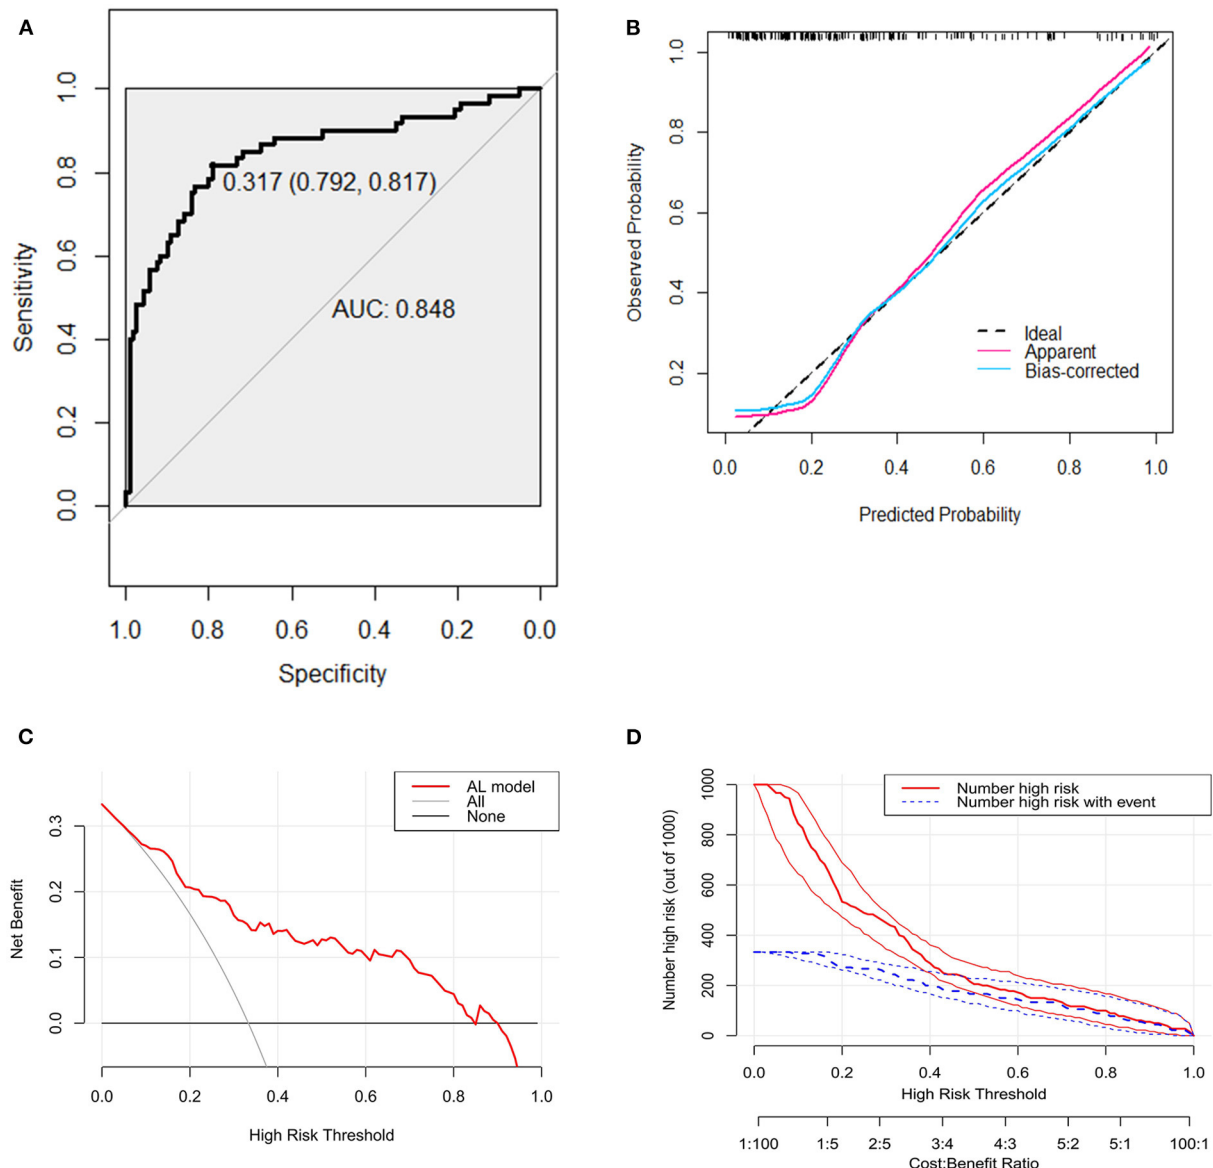 A
1.0
0.8
0.6
0.4
0.2
0.0
Sensitivity
0.317 (0.792, 0.817)
AUC: 0.848
1.0 0.8 0.6 0.4 0.2 0.0
Specificity
B
1.0
0.8
0.6
0.4
0.2
Observed Probability
Ideal
Apparent
Bias-corrected
0.0 0.2 0.4 0.6 0.8 1.0
Predicted Probability
C
AL model
All
None
0.3
0.2
0.1
0.0
Net Benefit
0.0 0.2 0.4 0.6 0.8 1.0
High Risk Threshold
D
Number high risk
Number high risk with event
1000
800
600
400
200
0
Number high risk (out of 1000)
0.0 0.2 0.4 0.6 0.8 1.0
High Risk Threshold
1:100 1:5 2:5 3:4 4:3 5:2 5:1 100:1
Cost:Benefit Ratio